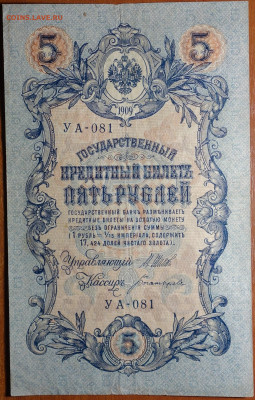 COINS.LAVE.RU
5 5
1909
УА-081
ГОСУДАРСТВЕННЫЙ
КРЕДИТНЫЙ БИЛЕТЪ
ПЯТЬ РУБЛЕЙ
ГОСУДАРСТВЕННЫЙ БАНКЪ РАЗМѢНИВАЕТЪ
КРЕДИТНЫЕ БИЛЕТЫ НА ЗОЛОТУЮ МОНЕТУ
БЕЗЪ ОГРАНИЧЕНІЯ СУММЫ
(1 РУБЛЬ = 1/15 ИМПЕРІАЛА, СОДЕРЖИТЪ
17,424 ДОЛЕЙ ЧИСТАГО ЗОЛОТА).
Управляющій
Кассиръ
УА-081
5